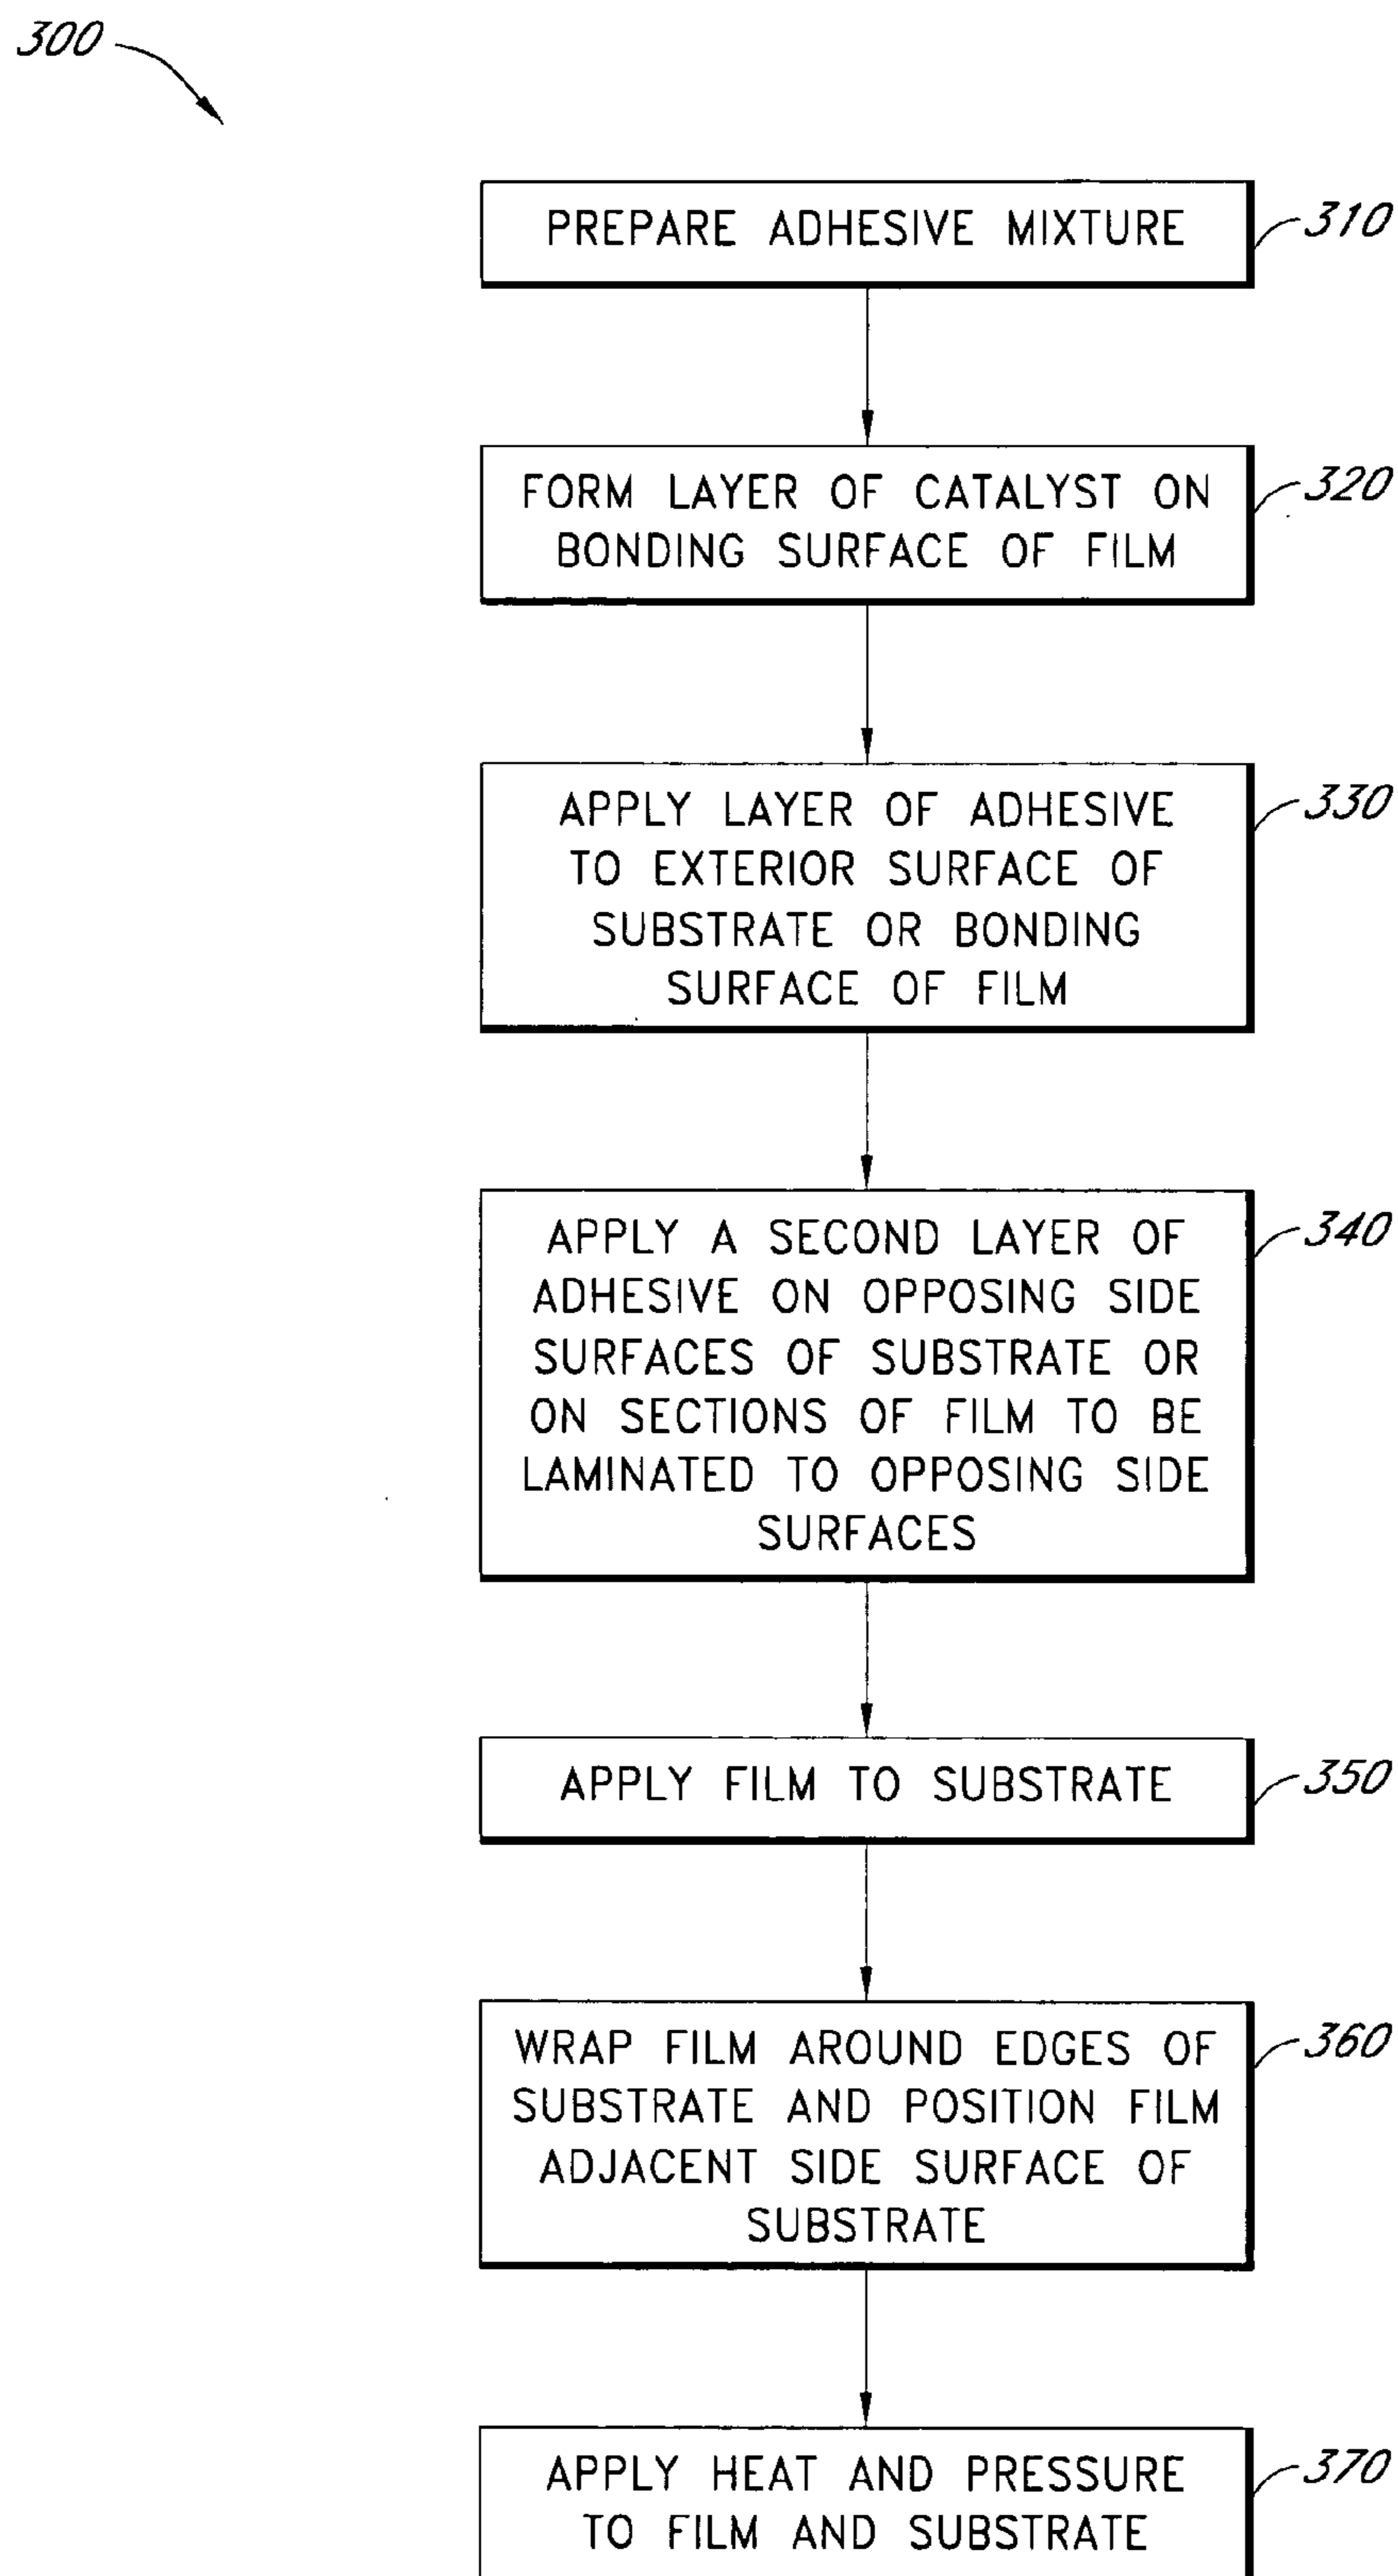 300
PREPARE ADHESIVE MIXTURE
310
FORM LAYER OF CATALYST ON
BONDING SURFACE OF FILM
320
APPLY LAYER OF ADHESIVE
TO EXTERIOR SURFACE OF
SUBSTRATE OR BONDING
SURFACE OF FILM
330
APPLY A SECOND LAYER OF
ADHESIVE ON OPPOSING SIDE
SURFACES OF SUBSTRATE OR
ON SECTIONS OF FILM TO BE
LAMINATED TO OPPOSING SIDE
SURFACES
340
APPLY FILM TO SUBSTRATE
350
WRAP FILM AROUND EDGES OF
SUBSTRATE AND POSITION FILM
ADJACENT SIDE SURFACE OF
SUBSTRATE
360
APPLY HEAT AND PRESSURE
TO FILM AND SUBSTRATE
370